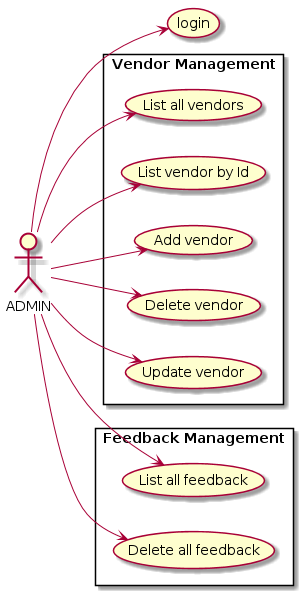 login
Vendor Management
List all vendors
List vendor by Id
Add vendor
Delete vendor
Update vendor
ADMIN
Feedback Management
List all feedback
Delete all feedback